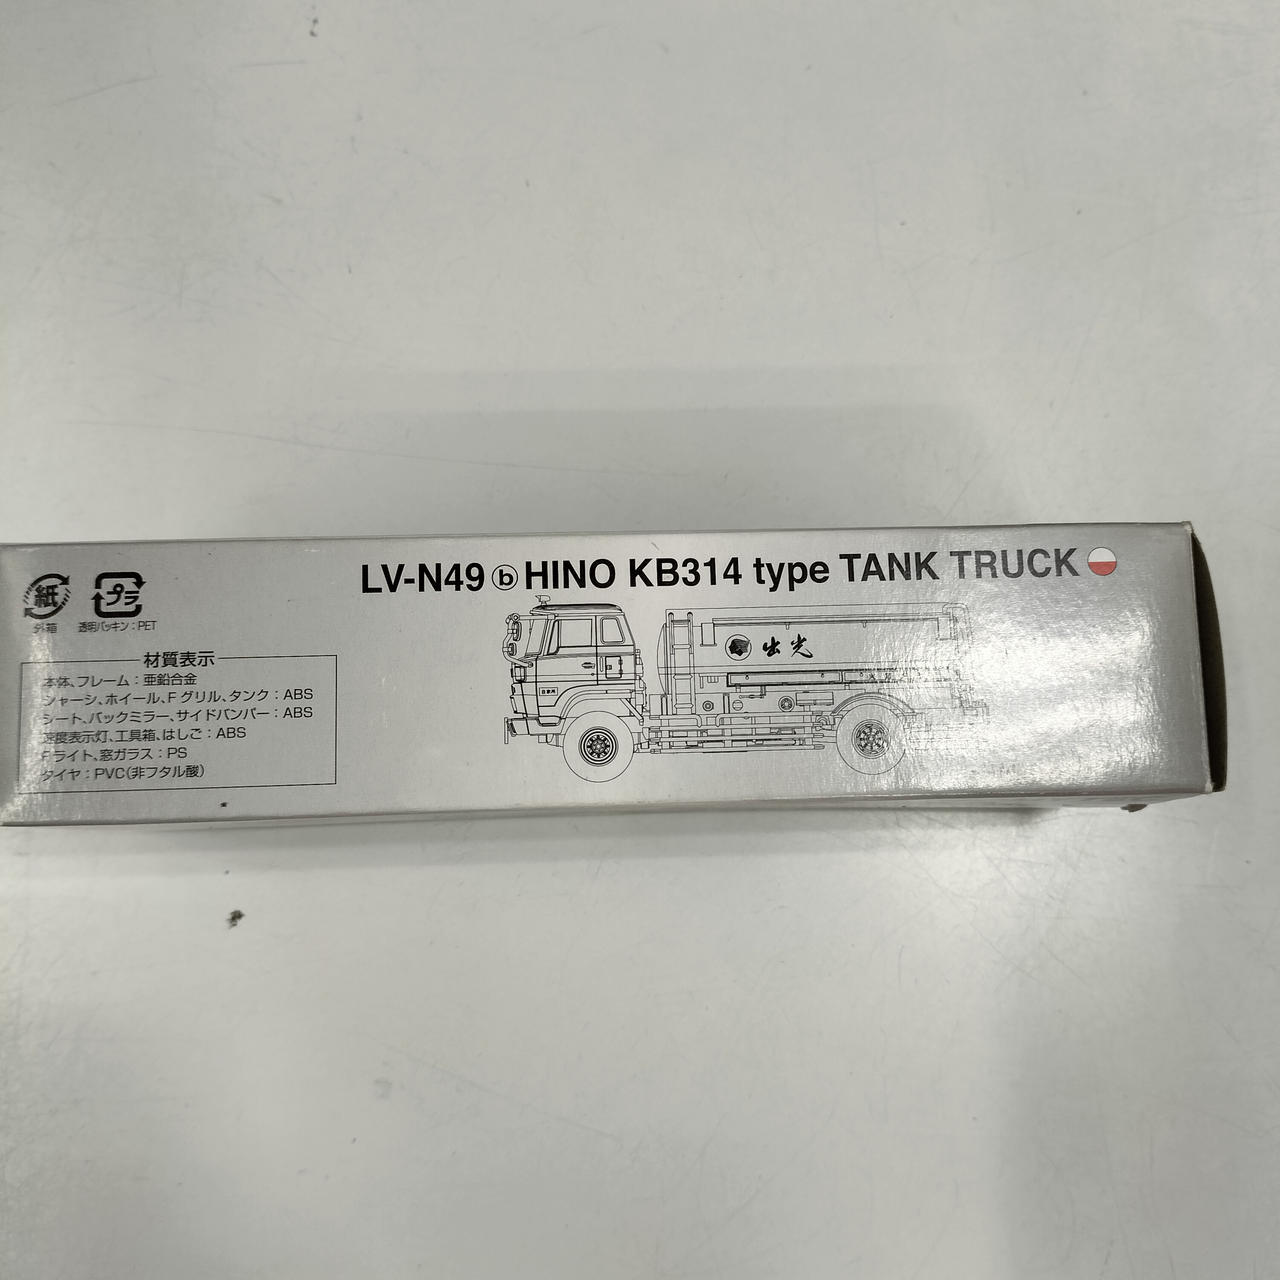 LV-N49 ⓑ HINO KB314 type TANK TRUCK
紙
プラ
外箱
透明パッキン：PET
材質表示
本体、フレーム：亜鉛合金
シャーシ、ホイール、Fグリル、タンク：ABS
シート、バックミラー、サイドバンパー：ABS
速度表示灯、工具箱、はしご：ABS
Fライト、窓ガラス：PS
タイヤ：PVC（非フタル酸）
出光